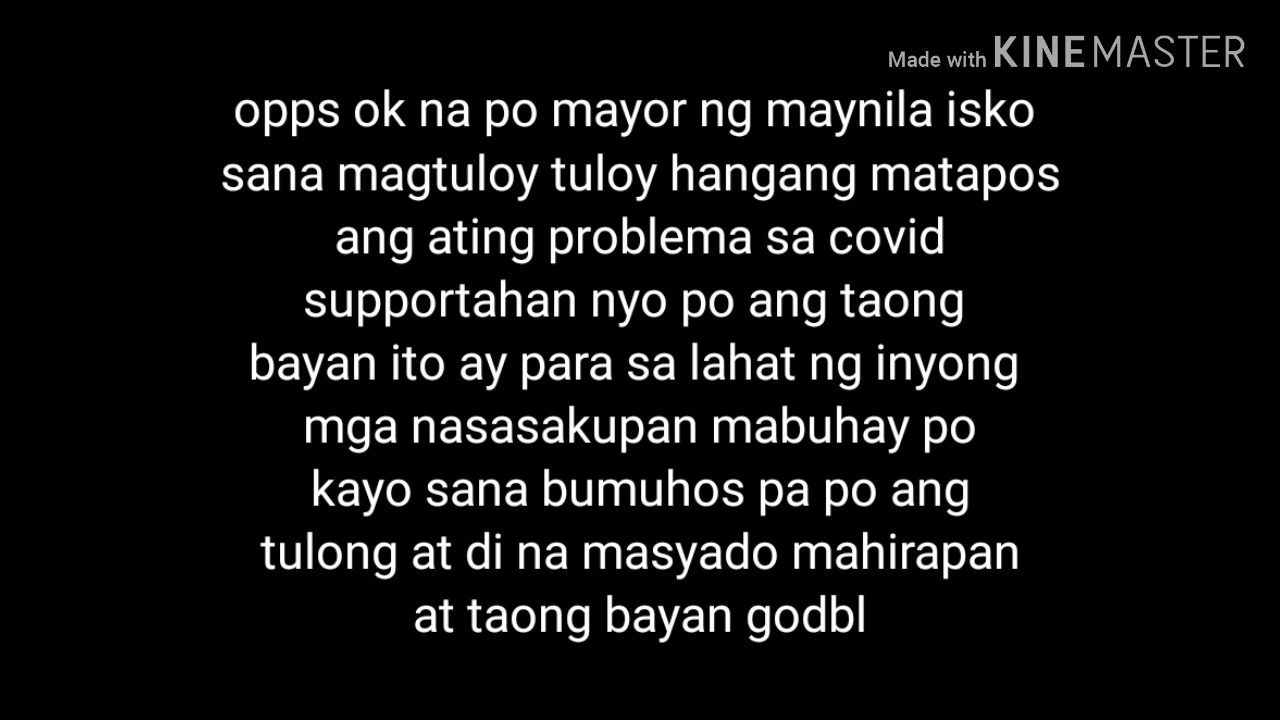 Made with KINEMASTER
opps ok na po mayor ng maynila isko
sana magtuloy tuloy hangang matapos
ang ating problema sa covid
supportahan nyo po ang taong
bayan ito ay para sa lahat ng inyong
mga nasasakupan mabuhay po
kayo sana bumuhos pa po ang
tulong at di na masyado mahirapan
at taong bayan godbl